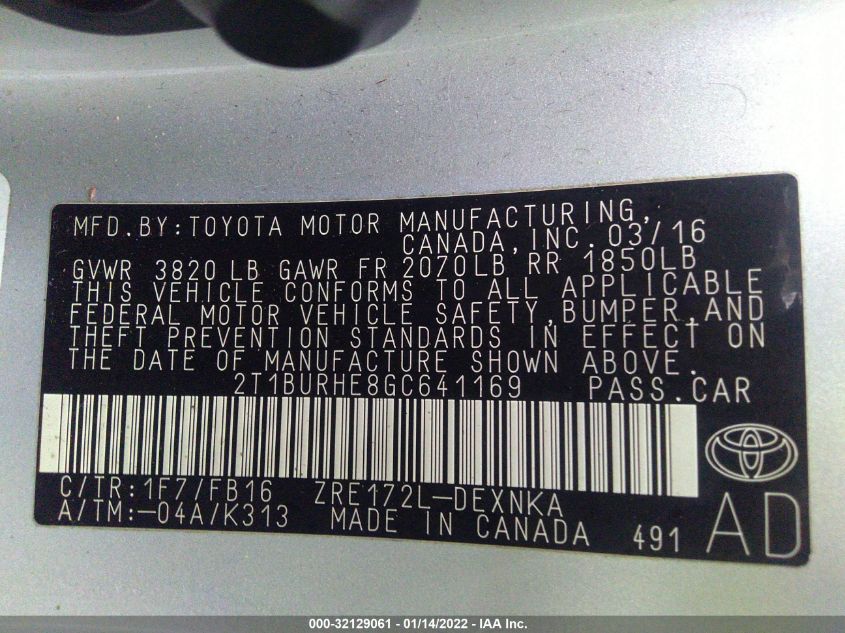 MFD.BY:TOYOTA MOTOR MANUFACTURING,
CANADA,INC. 03/16
GVWR 3820 LB GAWR FR 2070LB RR 1850LB
THIS VEHICLE CONFORMS TO ALL APPLICABLE
FEDERAL MOTOR VEHICLE SAFETY,BUMPER,AND
THEFT PREVENTION STANDARDS IN EFFECT ON
THE DATE OF MANUFACTURE SHOWN ABOVE.
2T1BURHE8GC641169 PASS.CAR
C/TR:1F7/FB16 ZRE172L-DEXNKA
A/TM:-04A/K313 MADE IN CANADA 491 AD
000-32129061 - 01/14/2022 - IAA Inc.